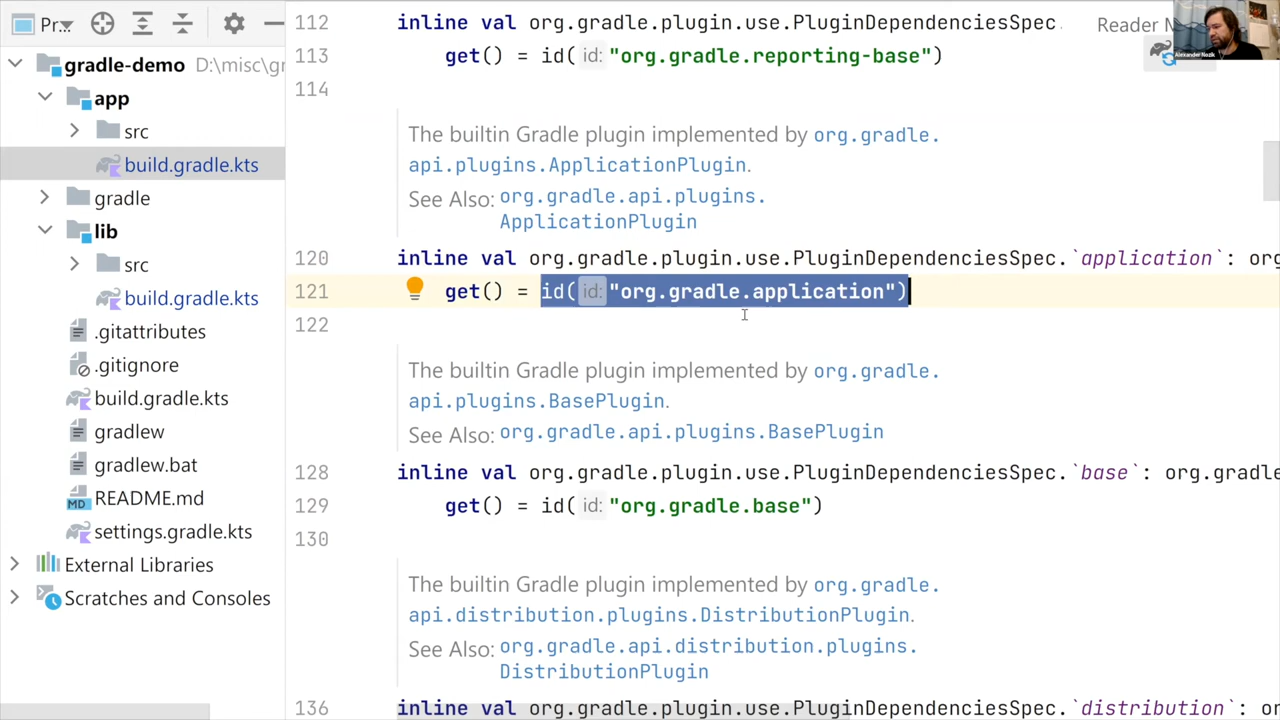 Pr...
gradle-demo D:\misc\gr
app
src
build.gradle.kts
gradle
lib
src
build.gradle.kts
.gitattributes
.gitignore
build.gradle.kts
gradlew
gradlew.bat
MD README.md
settings.gradle.kts
External Libraries
Scratches and Consoles
Reader
Alexander Nozik
112 inline val org.gradle.plugin.use.PluginDependenciesSpec.
113 get() = id( id: "org.gradle.reporting-base")
114
The builtin Gradle plugin implemented by org.gradle.
api.plugins.ApplicationPlugin.
See Also: org.gradle.api.plugins.
ApplicationPlugin
120 inline val org.gradle.plugin.use.PluginDependenciesSpec.`application`: org
121 get() = id( id: "org.gradle.application")
122
The builtin Gradle plugin implemented by org.gradle.
api.plugins.BasePlugin.
See Also: org.gradle.api.plugins.BasePlugin
128 inline val org.gradle.plugin.use.PluginDependenciesSpec.`base`: org.gradle
129 get() = id( id: "org.gradle.base")
130
The builtin Gradle plugin implemented by org.gradle.
api.distribution.plugins.DistributionPlugin.
See Also: org.gradle.api.distribution.plugins.
DistributionPlugin
136 inline val org.gradle.plugin.use.PluginDependenciesSpec.`distribution`: o